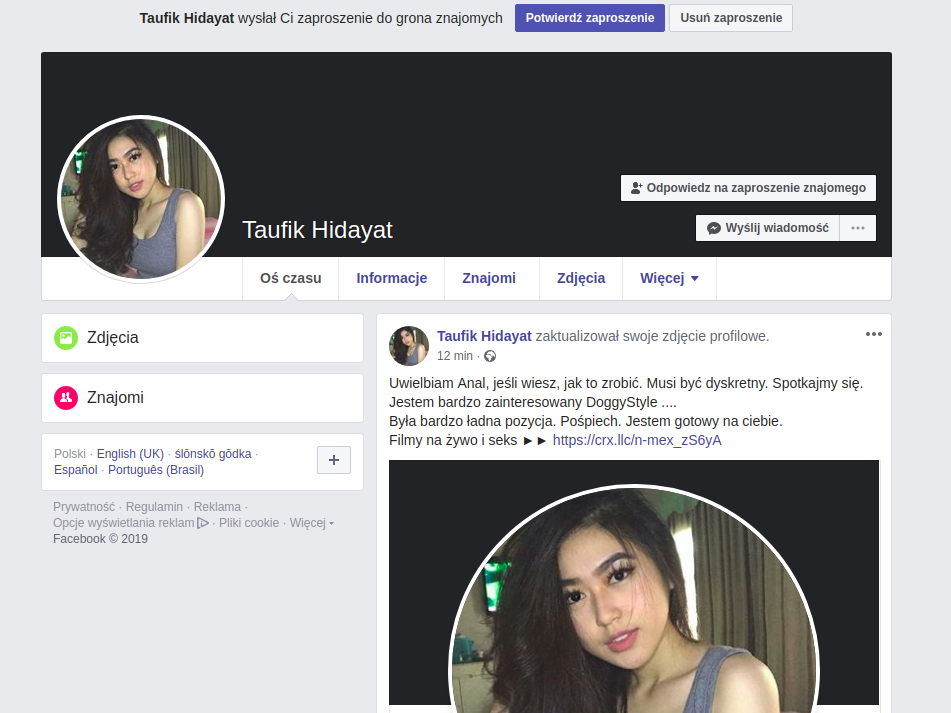 Taufik Hidayat wysłał Ci zaproszenie do grona znajomych
Potwierdź zaproszenie
Usuń zaproszenie
Odpowiedz na zaproszenie znajomego
Taufik Hidayat
Wyślij wiadomość
Oś czasu
Informacje
Znajomi
Zdjęcia
Więcej
Zdjęcia
Znajomi
Polski · English (UK) · ślōnskŏ gŏdka ·
Español · Português (Brasil)
Prywatność · Regulamin · Reklama ·
Opcje wyświetlania reklam · Pliki cookie · Więcej
Facebook © 2019
Taufik Hidayat zaktualizował swoje zdjęcie profilowe.
12 min ·
Uwielbiam Anal, jeśli wiesz, jak to zrobić. Musi być dyskretny. Spotkajmy się.
Jestem bardzo zainteresowany DoggyStyle ....
Była bardzo ładna pozycja. Pośpiech. Jestem gotowy na ciebie.
Filmy na żywo i seks ►► https://crx.llc/n-mex_zS6yA